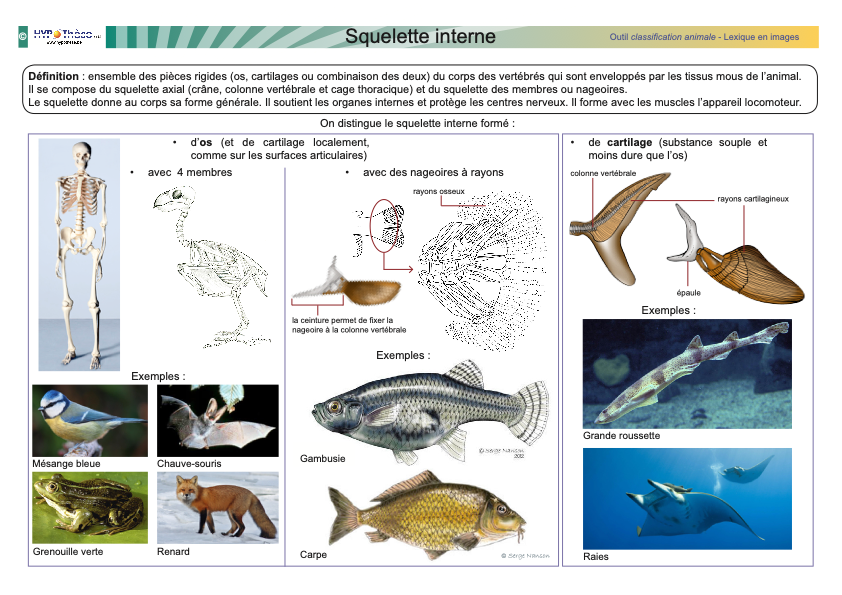 ©
HYPOThèse
Squelette interne
Outil classification animale - Lexique en images
Définition : ensemble des pièces rigides (os, cartilages ou combinaison des deux) du corps des vertébrés qui sont enveloppés par les tissus mous de l'animal.
Il se compose du squelette axial (crâne, colonne vertébrale et cage thoracique) et du squelette des membres ou nageoires.
Le squelette donne au corps sa forme générale. Il soutient les organes internes et protège les centres nerveux. Il forme avec les muscles l'appareil locomoteur.
On distingue le squelette interne formé :
• d'os (et de cartilage localement,
comme sur les surfaces articulaires)
• avec 4 membres
Exemples :
Mésange bleue
Chauve-souris
Grenouille verte
Renard
• avec des nageoires à rayons
rayons osseux
la ceinture permet de fixer la
nageoire à la colonne vertébrale
Exemples :
© Serge Nanson
2012
Gambusie
Carpe
© Serge Nanson
• de cartilage (substance souple et
moins dure que l'os)
colonne vertébrale
rayons cartilagineux
épaule
Exemples :
Grande roussette
Raies